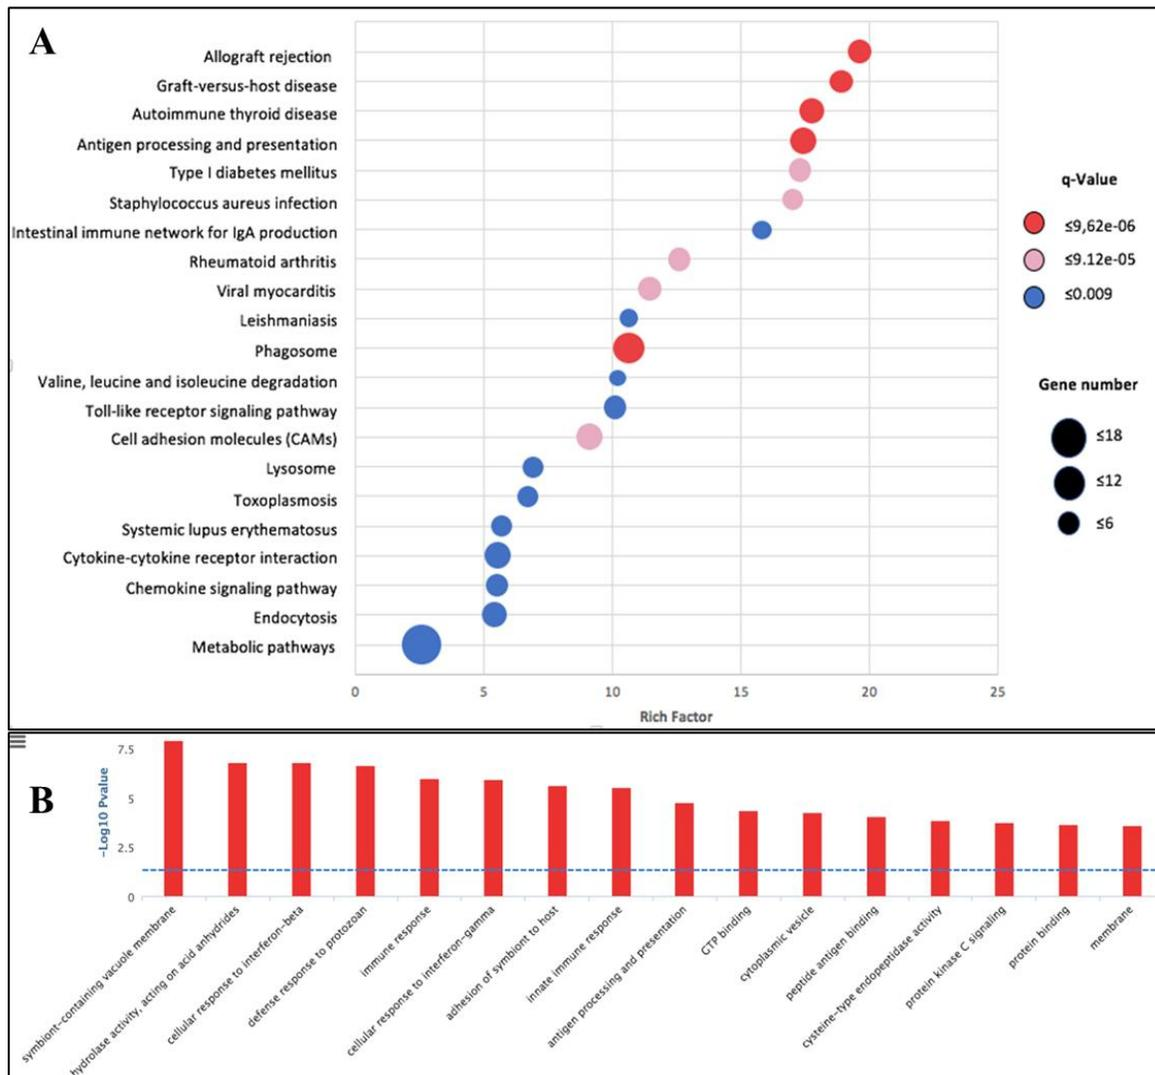 A
Allograft rejection
Graft-versus-host disease
Autoimmune thyroid disease
Antigen processing and presentation
Type I diabetes mellitus
Staphylococcus aureus infection
Intestinal immune network for IgA production
Rheumatoid arthritis
Viral myocarditis
Leishmaniasis
Phagosome
Valine, leucine and isoleucine degradation
Toll-like receptor signaling pathway
Cell adhesion molecules (CAMs)
Lysosome
Toxoplasmosis
Systemic lupus erythematosus
Cytokine-cytokine receptor interaction
Chemokine signaling pathway
Endocytosis
Metabolic pathways
0 5 10 15 20 25
Rich Factor
q-Value
≤9,62e-06
≤9.12e-05
≤0.009
Gene number
≤18
≤12
≤6
B
-Log10 Pvalue
7.5
5
2.5
0
symbiont-containing vacuole membrane
hydrolase activity, acting on acid anhydrides
cellular response to interferon-beta
defense response to protozoan
immune response
cellular response to interferon-gamma
adhesion of symbiont to host
innate immune response
antigen processing and presentation
GTP binding
cytoplasmic vesicle
peptide antigen binding
cysteine-type endopeptidase activity
protein kinase C signaling
protein binding
membrane